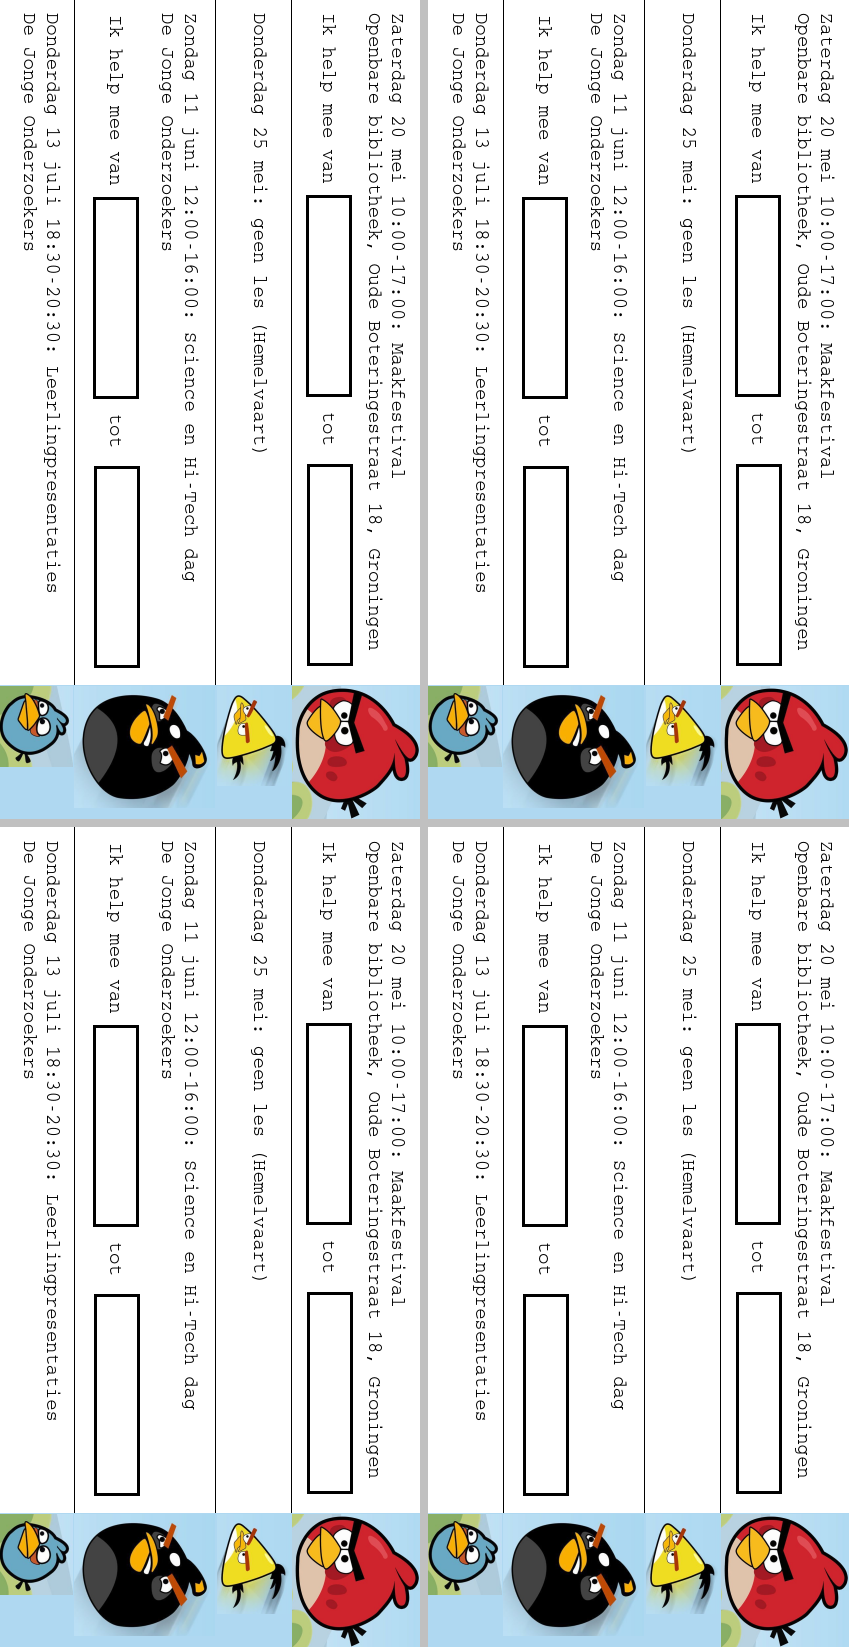 Zaterdag 20 mei 10:00-17:00: Maakfestival
Openbare bibliotheek, Oude Boteringestraat 18, Groningen
Ik help mee van tot
Donderdag 25 mei: geen les (Hemelvaart)
Zondag 11 juni 12:00-16:00: Science en Hi-Tech dag
De Jonge Onderzoekers
Ik help mee van tot
Donderdag 13 juli 18:30-20:30: Leerlingpresentaties
De Jonge Onderzoekers
Zaterdag 20 mei 10:00-17:00: Maakfestival
Openbare bibliotheek, Oude Boteringestraat 18, Groningen
Ik help mee van tot
Donderdag 25 mei: geen les (Hemelvaart)
Zondag 11 juni 12:00-16:00: Science en Hi-Tech dag
De Jonge Onderzoekers
Ik help mee van tot
Donderdag 13 juli 18:30-20:30: Leerlingpresentaties
De Jonge Onderzoekers
Zaterdag 20 mei 10:00-17:00: Maakfestival
Openbare bibliotheek, Oude Boteringestraat 18, Groningen
Ik help mee van tot
Donderdag 25 mei: geen les (Hemelvaart)
Zondag 11 juni 12:00-16:00: Science en Hi-Tech dag
De Jonge Onderzoekers
Ik help mee van tot
Donderdag 13 juli 18:30-20:30: Leerlingpresentaties
De Jonge Onderzoekers
Zaterdag 20 mei 10:00-17:00: Maakfestival
Openbare bibliotheek, Oude Boteringestraat 18, Groningen
Ik help mee van tot
Donderdag 25 mei: geen les (Hemelvaart)
Zondag 11 juni 12:00-16:00: Science en Hi-Tech dag
De Jonge Onderzoekers
Ik help mee van tot
Donderdag 13 juli 18:30-20:30: Leerlingpresentaties
De Jonge Onderzoekers